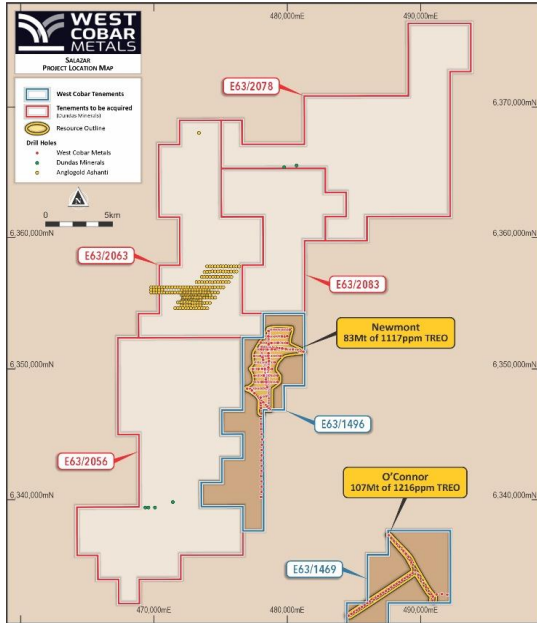 WEST
COBAR
METALS
SALAZAR
PROJECT LOCATION MAP
West Cobar Tenements
Tenements to be acquired
(Dundas Minerals)
Resource Outline
Drill Holes
West Cobar Metals
Dundas Minerals
Anglogold Ashanti
N
0 5km
480,000mE
490,000mE
E63/2078
6,370,000mN
6,360,000mN
E63/2063
E63/2083
Newmont
83Mt of 1117ppm TREO
6,350,000mN
6,350,000mN
E63/1496
E63/2056
O'Connor
107Mt of 1216ppm TREO
6,340,000mN
6,340,000mN
E63/1469
470,000mE
480,000mE
490,000mE